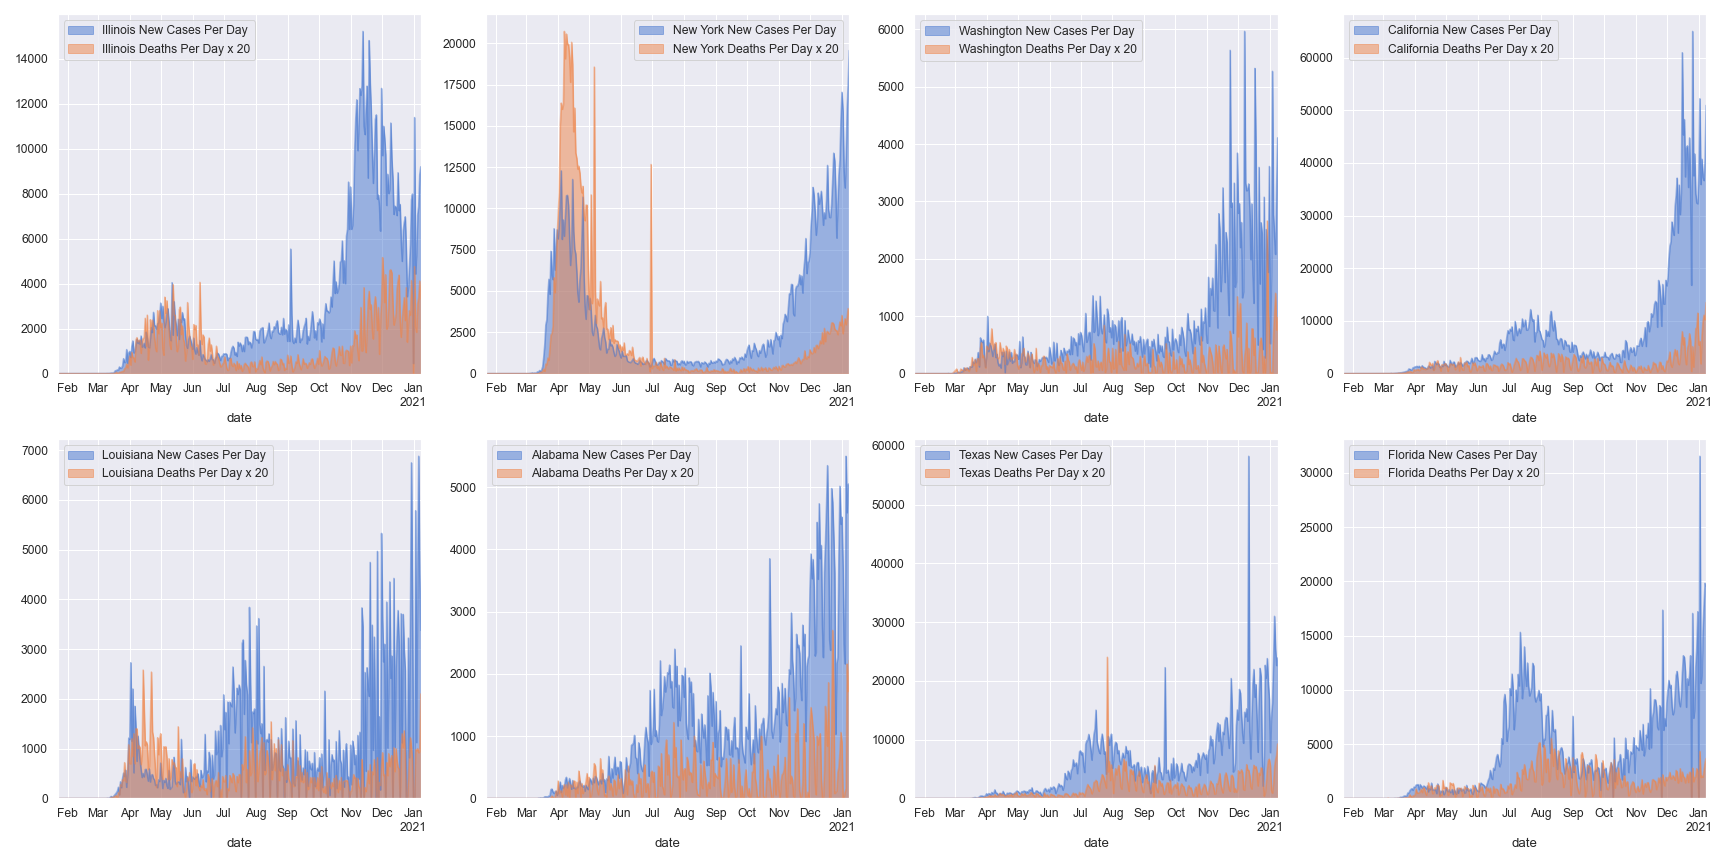 Illinois New Cases Per Day
Illinois Deaths Per Day x 20
14000
12000
10000
8000
6000
4000
2000
0
Feb Mar Apr May Jun Jul Aug Sep Oct Nov Dec Jan
2021
date
New York New Cases Per Day
New York Deaths Per Day x 20
20000
17500
15000
12500
10000
7500
5000
2500
0
Feb Mar Apr May Jun Jul Aug Sep Oct Nov Dec Jan
2021
date
Washington New Cases Per Day
Washington Deaths Per Day x 20
6000
5000
4000
3000
2000
1000
0
Feb Mar Apr May Jun Jul Aug Sep Oct Nov Dec Jan
2021
date
California New Cases Per Day
California Deaths Per Day x 20
60000
50000
40000
30000
20000
10000
0
Feb Mar Apr May Jun Jul Aug Sep Oct Nov Dec Jan
2021
date
Louisiana New Cases Per Day
Louisiana Deaths Per Day x 20
7000
6000
5000
4000
3000
2000
1000
0
Feb Mar Apr May Jun Jul Aug Sep Oct Nov Dec Jan
2021
date
Alabama New Cases Per Day
Alabama Deaths Per Day x 20
5000
4000
3000
2000
1000
0
Feb Mar Apr May Jun Jul Aug Sep Oct Nov Dec Jan
2021
date
Texas New Cases Per Day
Texas Deaths Per Day x 20
60000
50000
40000
30000
20000
10000
0
Feb Mar Apr May Jun Jul Aug Sep Oct Nov Dec Jan
2021
date
Florida New Cases Per Day
Florida Deaths Per Day x 20
30000
25000
20000
15000
10000
5000
0
Feb Mar Apr May Jun Jul Aug Sep Oct Nov Dec Jan
2021
date